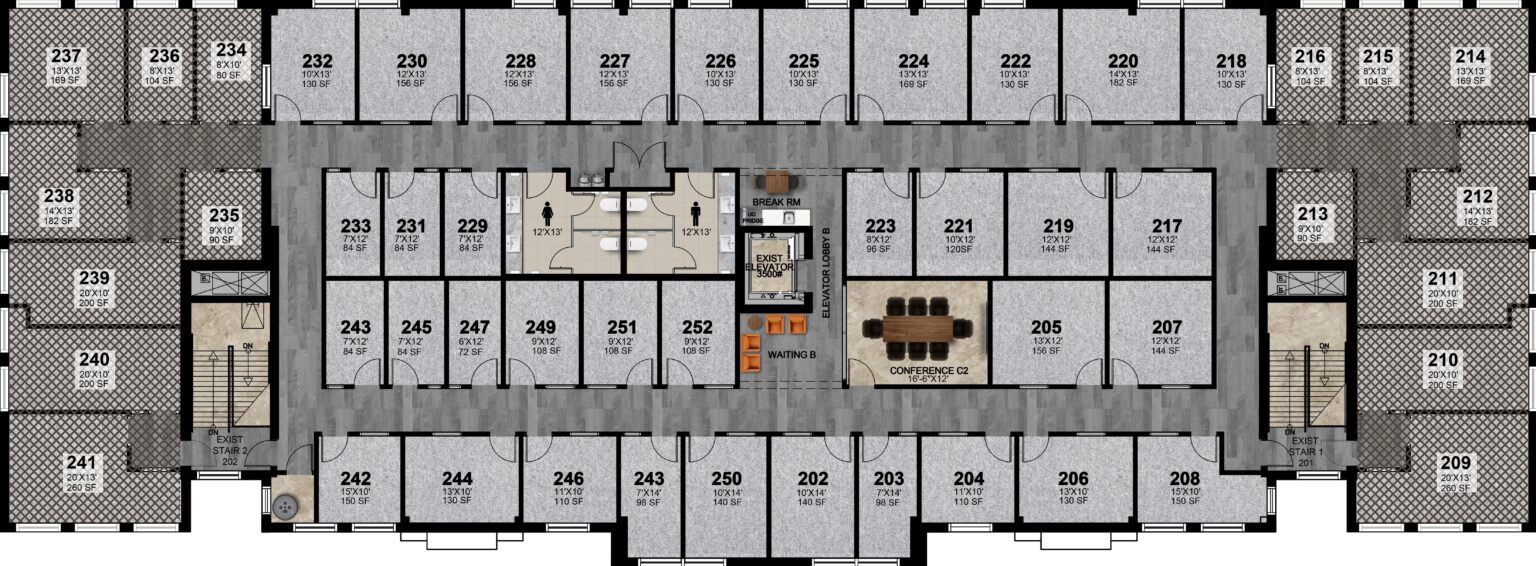 237
13'X13'
169 SF
236
8'X13'
104 SF
234
8'X10'
80 SF
232
10'X13'
130 SF
230
12'X13'
156 SF
228
12'X13'
156 SF
227
12'X13'
156 SF
226
10'X13'
130 SF
225
10'X13'
130 SF
224
13'X13'
169 SF
222
10'X13'
130 SF
220
14'X13'
182 SF
218
10'X13'
130 SF
216
8'X13'
104 SF
215
8'X13'
104 SF
214
13'X13'
169 SF
238
14'X13'
182 SF
235
9'X10'
90 SF
233
7'X12'
84 SF
231
7'X12'
84 SF
229
7'X12'
84 SF
12'X13'
12'X13'
BREAK RM
UC
FRIDGE
EXIST
ELEVATOR
3500#
ELEVATOR LOBBY B
223
8'X12'
96 SF
221
10'X12'
120SF
219
12'X12'
144 SF
217
12'X12'
144 SF
213
9'X10'
90 SF
212
14'X13'
182 SF
239
20'X10'
200 SF
211
20'X10'
200 SF
243
7'X12'
84 SF
245
7'X12'
84 SF
247
6'X12'
72 SF
249
9'X12'
108 SF
251
9'X12'
108 SF
252
9'X12'
108 SF
WAITING B
CONFERENCE C2
16'-6"X12'
205
13'X12'
156 SF
207
12'X12'
144 SF
240
20'X10'
200 SF
DN
DN
EXIST
STAIR 2
202
DN
DN
EXIST
STAIR 1
201
210
20'X10'
200 SF
241
20'X13'
260 SF
242
15'X10'
150 SF
244
13'X10'
130 SF
246
11'X10'
110 SF
243
7'X14'
98 SF
250
10'X14'
140 SF
202
10'X14'
140 SF
203
7'X14'
98 SF
204
11'X10'
110 SF
206
13'X10'
130 SF
208
15'X10'
150 SF
209
20'X13'
260 SF